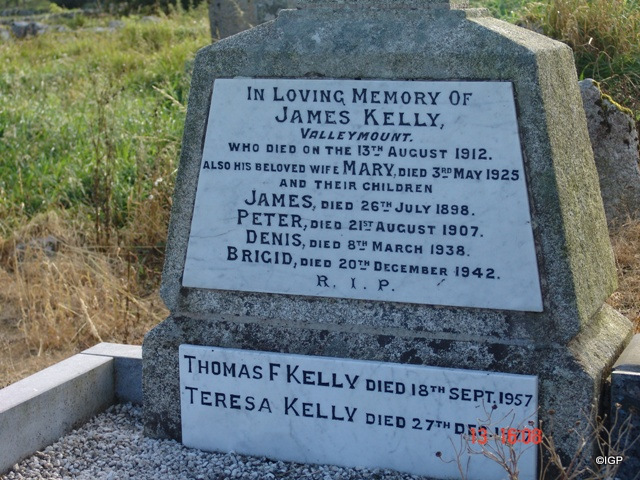 IN LOVING MEMORY OF
JAMES KELLY,
VALLEYMOUNT.
WHO DIED ON THE 13TH AUGUST 1912.
ALSO HIS BELOVED WIFE MARY, DIED 3RD MAY 1925
AND THEIR CHILDREN
JAMES, DIED 26TH JULY 1898.
PETER, DIED 21ST AUGUST 1907.
DENIS, DIED 8TH MARCH 1938.
BRIGID, DIED 20TH DECEMBER 1942.
R. I. P.
THOMAS F KELLY DIED 18TH SEPT. 1957
TERESA KELLY DIED 27TH
©IGP